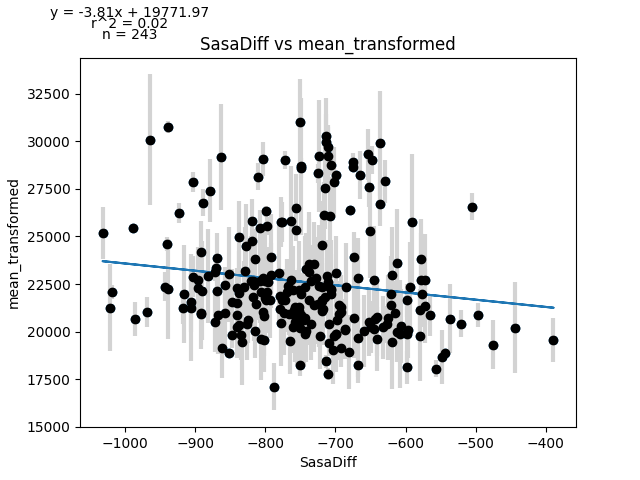 y = -3.81x + 19771.97
r^2 = 0.02
n = 243
SasaDiff vs mean_transformed
mean_transformed
32500
30000
27500
25000
22500
20000
17500
15000
−1000
−900
−800
−700
−600
−500
−400
SasaDiff